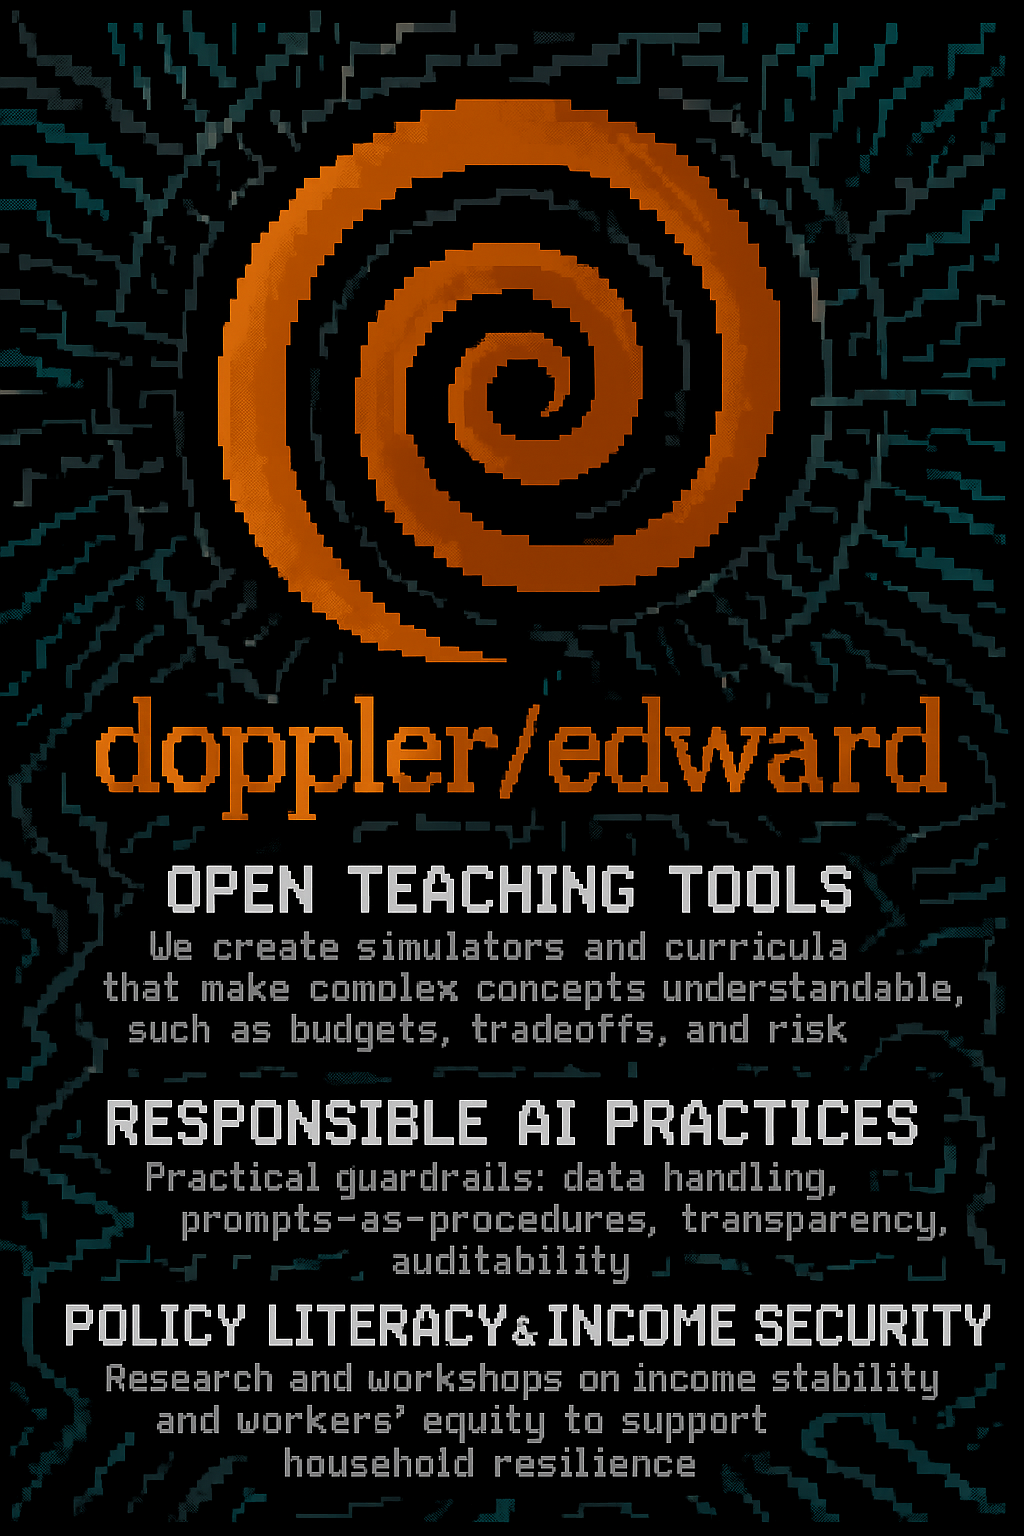 doppler/edward
OPEN TEACHING TOOLS
We create simulators and curricula
that make complex concepts understandable,
such as budgets, tradeoffs, and risk
RESPONSIBLE AI PRACTICES
Practical guardrails: data handling,
prompts-as-procedures, transparency,
auditability
POLICY LITERACY & INCOME SECURITY
Research and workshops on income stability
and workers’ equity to support
household resilience